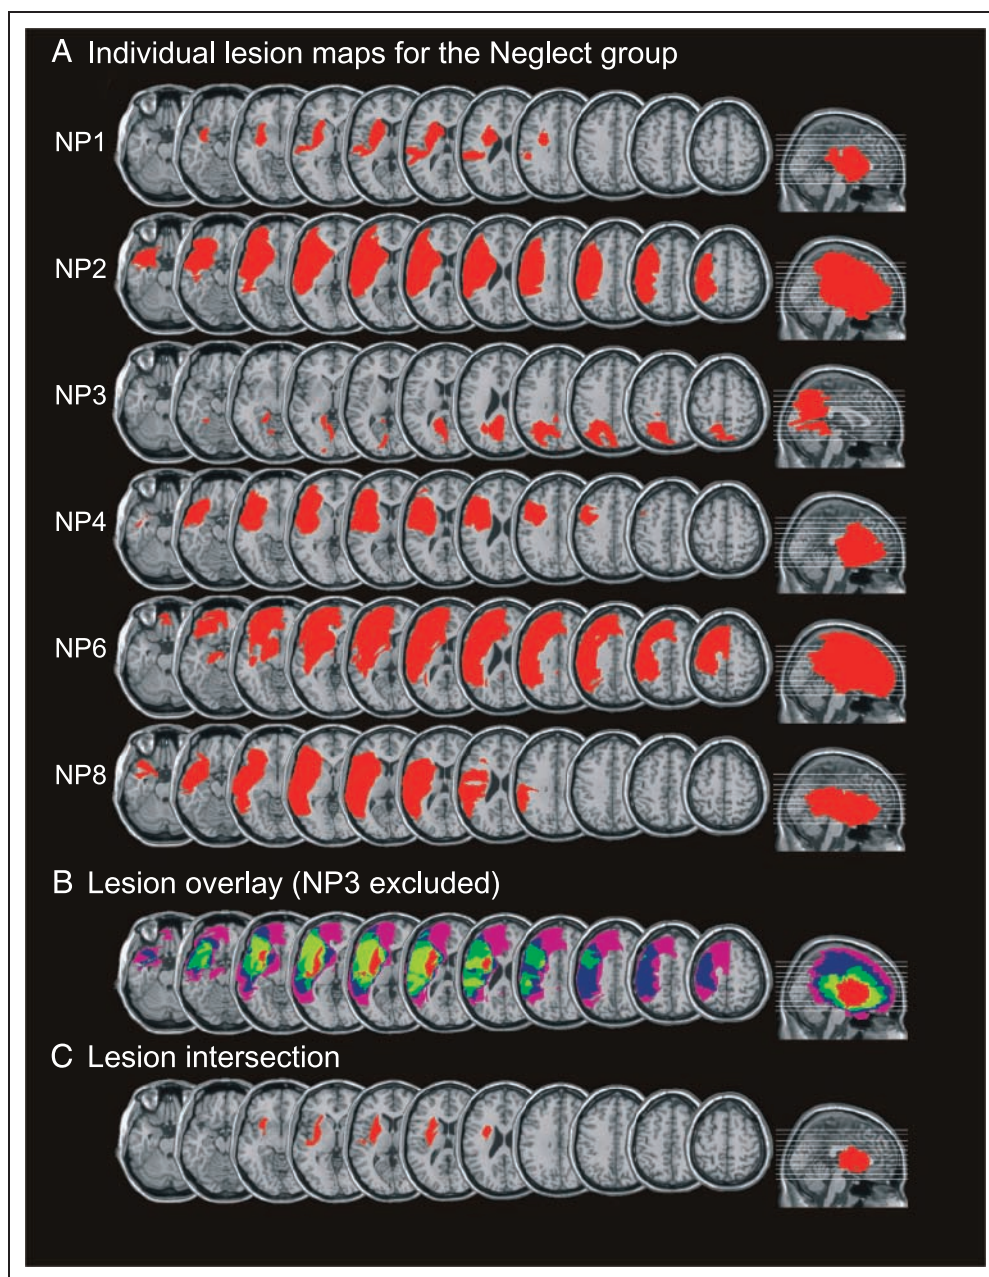 A Individual lesion maps for the Neglect group
NP1
NP2
NP3
NP4
NP6
NP8
B Lesion overlay (NP3 excluded)
C Lesion intersection